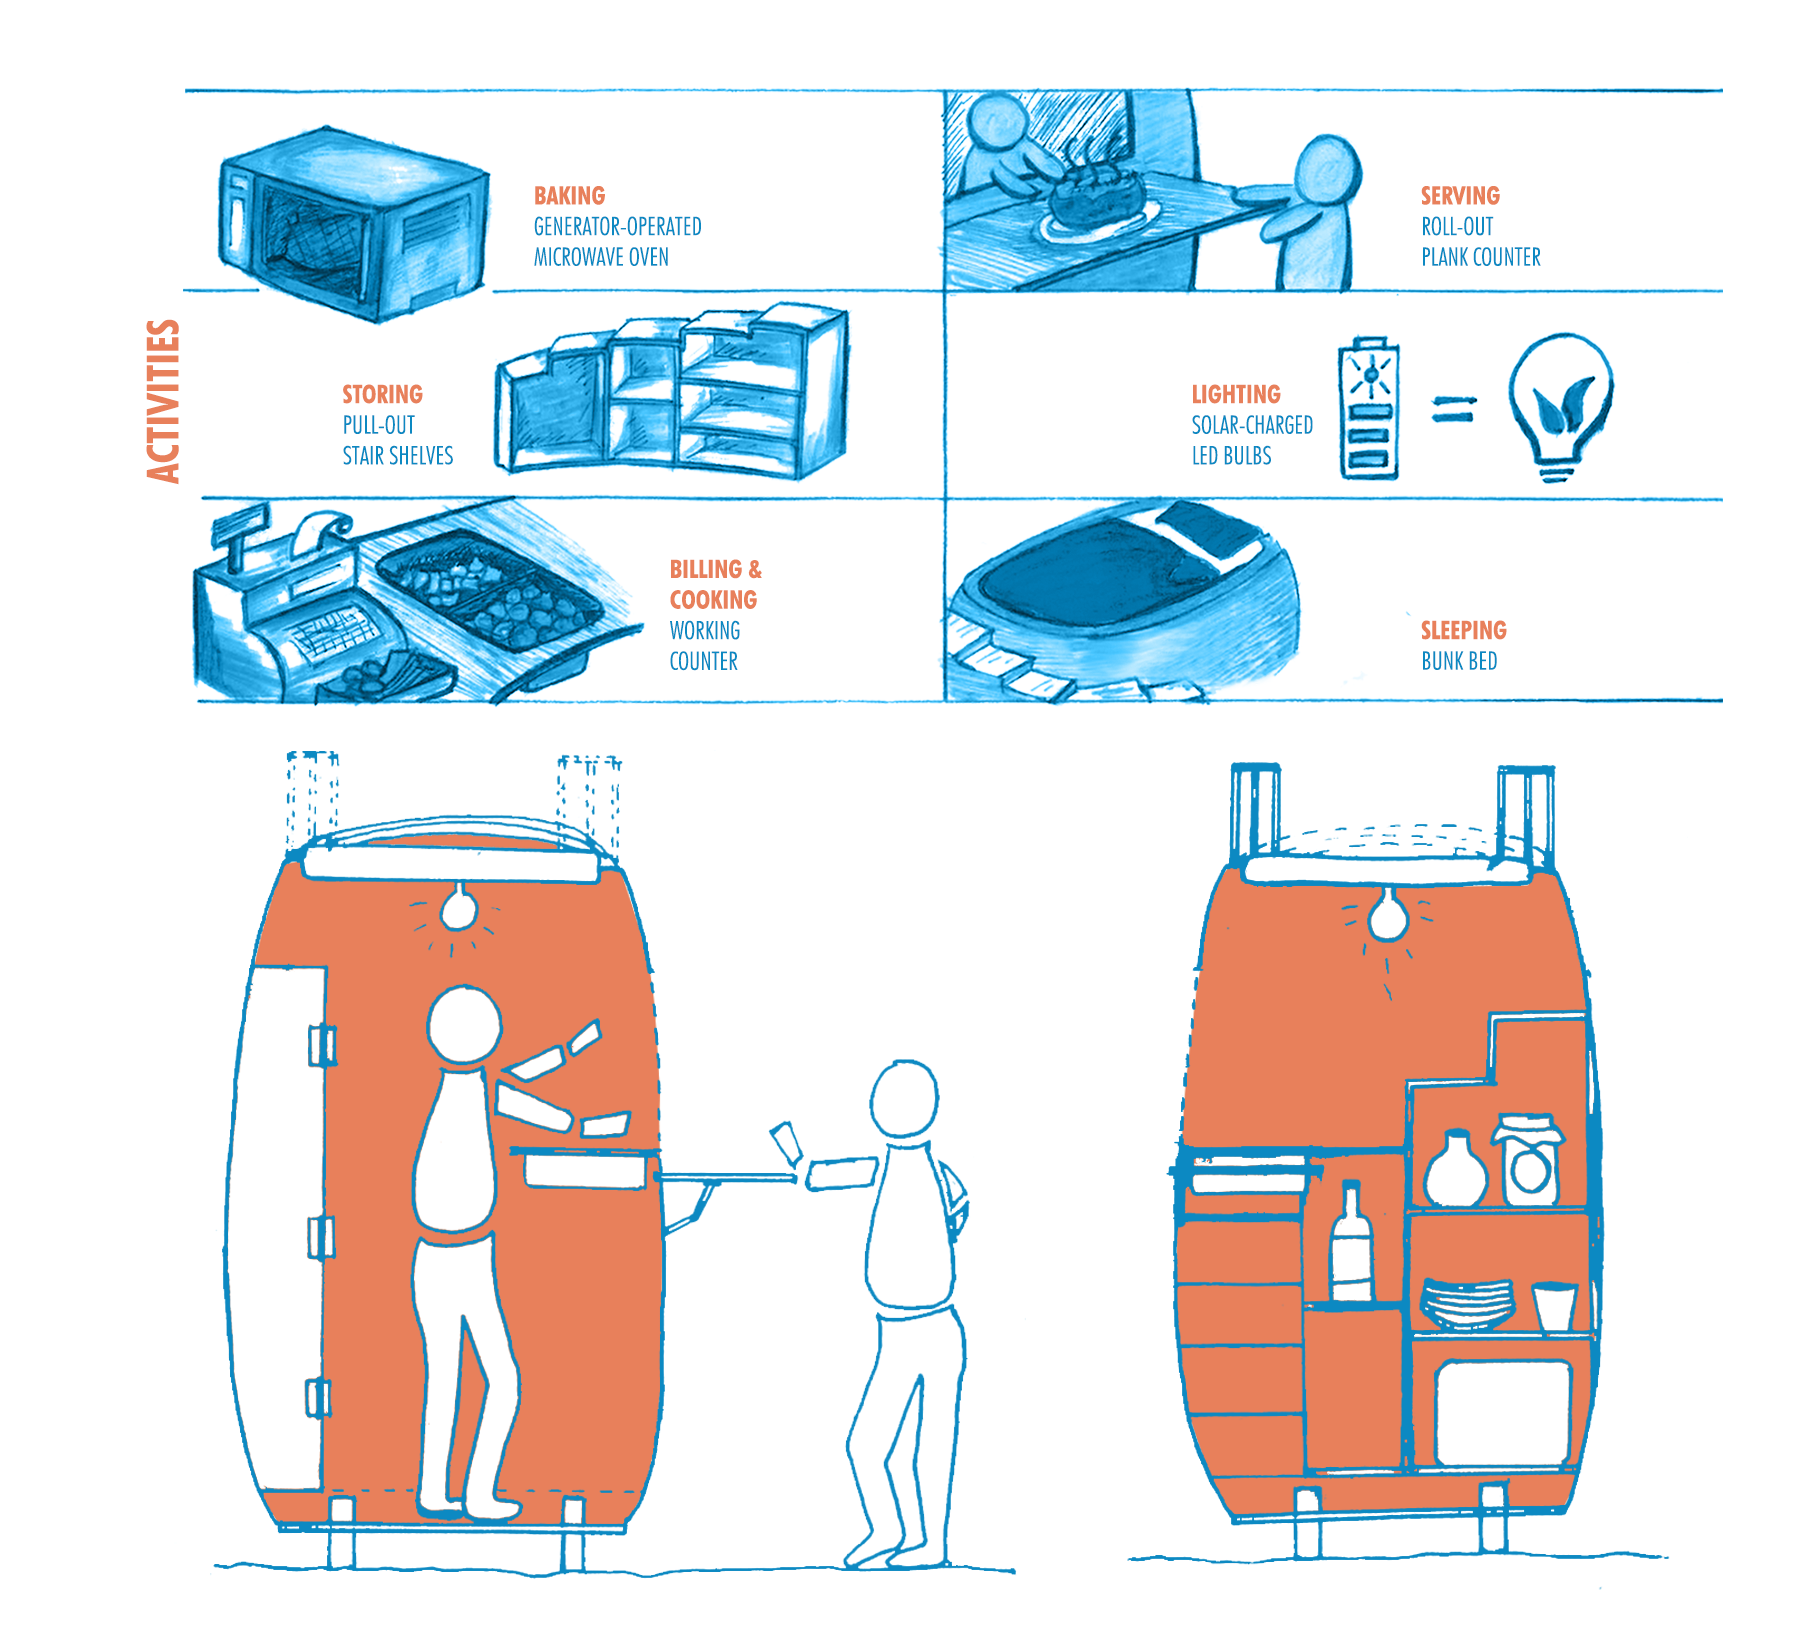 ACTIVITIES
BAKING
GENERATOR-OPERATED
MICROWAVE OVEN
SERVING
ROLL-OUT
PLANK COUNTER
STORING
PULL-OUT
STAIR SHELVES
LIGHTING
SOLAR-CHARGED
LED BULBS
BILLING &
COOKING
WORKING
COUNTER
SLEEPING
BUNK BED